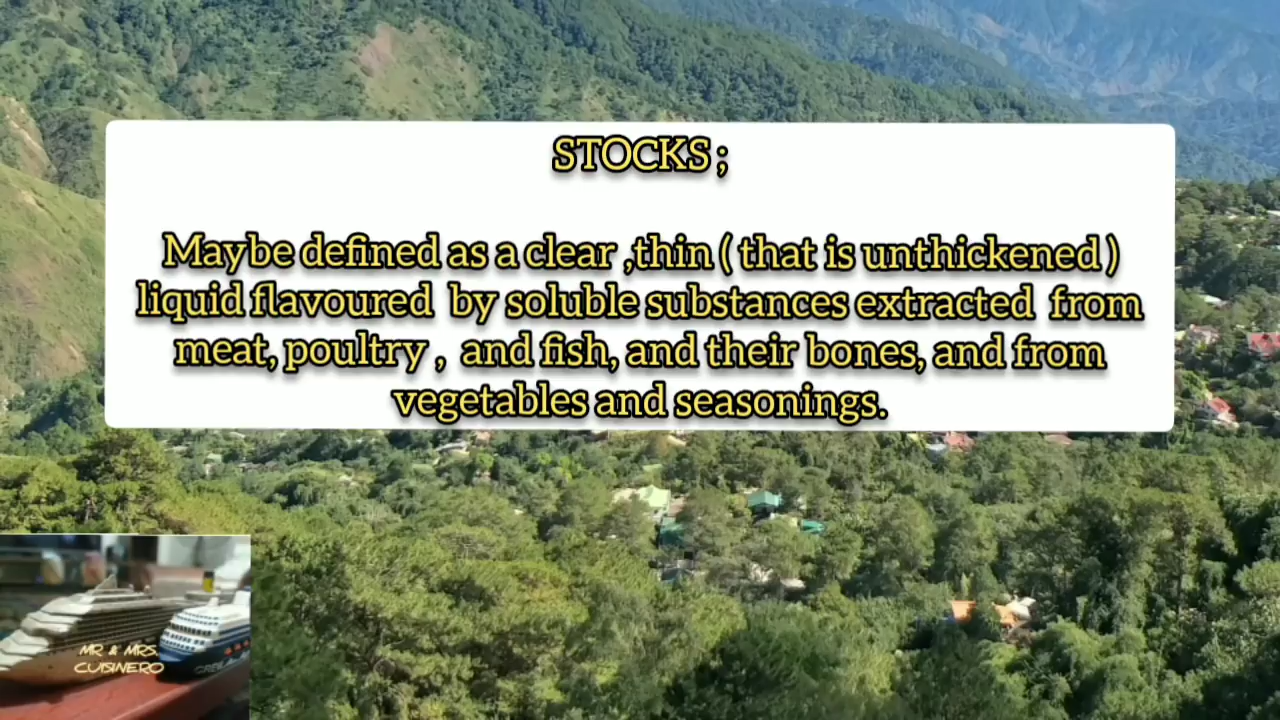 STOCKS ;
Maybe defined as a clear ,thin ( that is unthickened )
liquid flavoured by soluble substances extracted from
meat, poultry , and fish, and their bones, and from
vegetables and seasonings.
MR & MRS.
CUISINERO